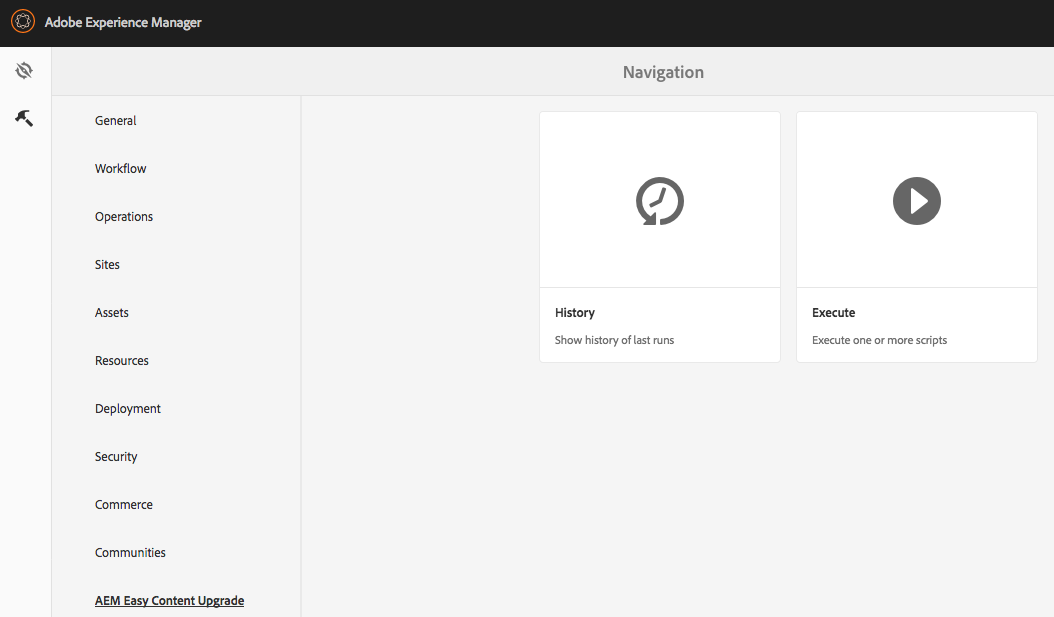 Adobe Experience Manager
Navigation
General
Workflow
Operations
Sites
Assets
Resources
Deployment
Security
Commerce
Communities
AEM Easy Content Upgrade
History
Show history of last runs
Execute
Execute one or more scripts